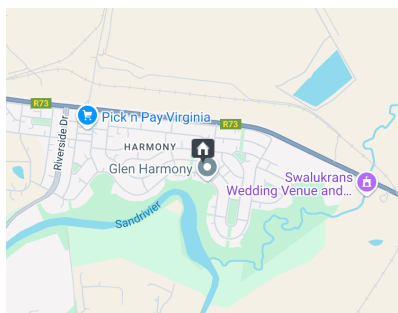 R73
Pick n Pay Virginia
R73
Riverside Dr
HARMONY
Glen Harmony
Swalukrans
Wedding Venue and...
Sandrivier